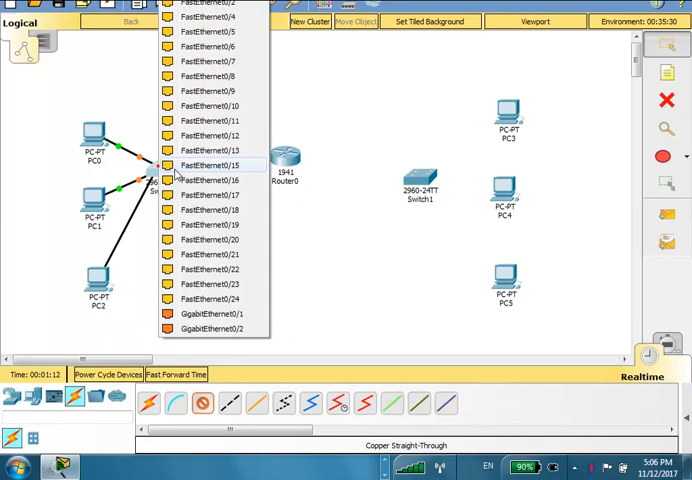 Logical
Back
New Cluster
Move Object
Set Tiled Background
Viewport
Environment: 00:35:30
FastEthernet0/2
FastEthernet0/4
FastEthernet0/5
FastEthernet0/6
FastEthernet0/7
FastEthernet0/8
FastEthernet0/9
FastEthernet0/10
FastEthernet0/11
FastEthernet0/12
FastEthernet0/13
FastEthernet0/15
FastEthernet0/16
FastEthernet0/17
FastEthernet0/18
FastEthernet0/19
FastEthernet0/20
FastEthernet0/21
FastEthernet0/22
FastEthernet0/23
FastEthernet0/24
GigabitEthernet0/1
GigabitEthernet0/2
PC-PT
PC0
PC-PT
PC1
PC-PT
PC2
1941
Router0
2960-24TT
Switch1
PC-PT
PC3
PC-PT
PC4
PC-PT
PC5
Time: 00:01:12
Power Cycle Devices
Fast Forward Time
Realtime
Copper Straight-Through
EN
90%
5:06 PM
11/12/2017